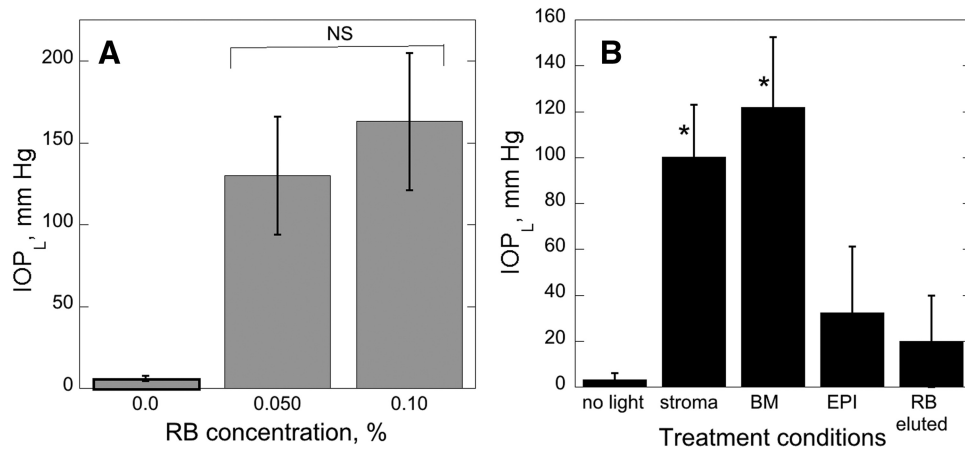 A
NS
IOPL, mm Hg
200
150
100
50
0
0.0
0.050
0.10
RB concentration, %
B
IOPL, mm Hg
160
140
120
100
80
60
40
20
0
*
*
no light
stroma
BM
EPI
RB
eluted
Treatment conditions